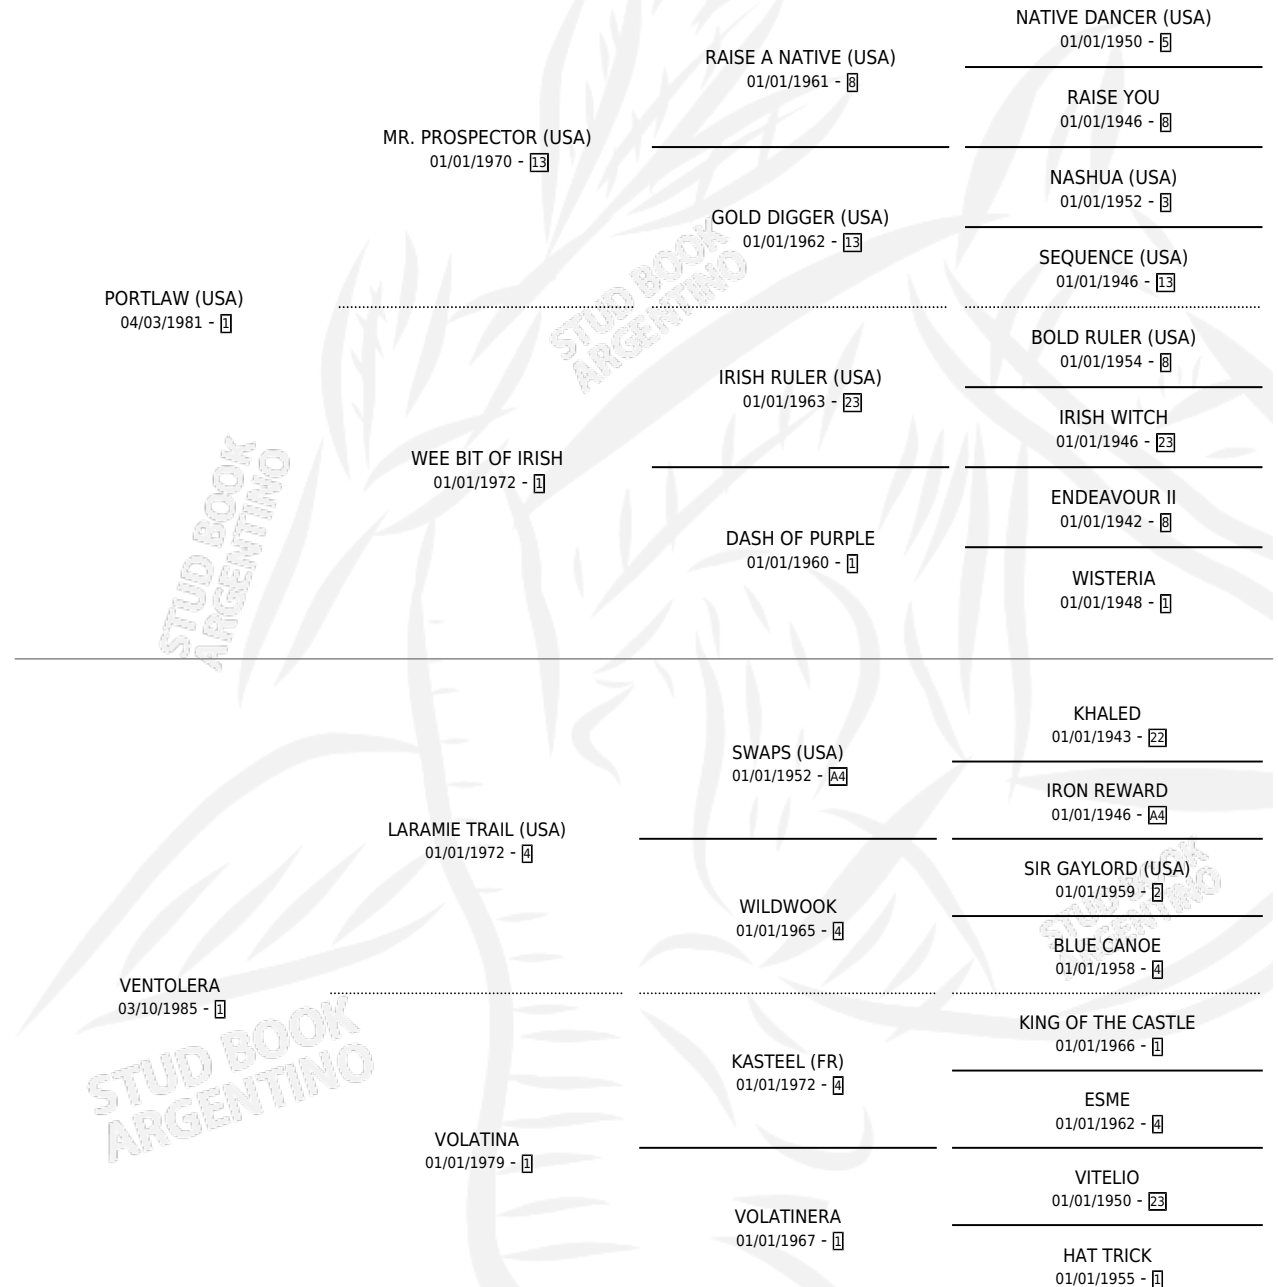 NATIVE DANCER (USA)
01/01/1950 - 5
RAISE A NATIVE (USA)
01/01/1961 - 8
RAISE YOU
01/01/1946 - 8
MR. PROSPECTOR (USA)
01/01/1970 - 13
NASHUA (USA)
01/01/1952 - 3
GOLD DIGGER (USA)
01/01/1962 - 13
SEQUENCE (USA)
01/01/1946 - 13
PORTLAW (USA)
04/03/1981 - 1
BOLD RULER (USA)
01/01/1954 - 8
IRISH RULER (USA)
01/01/1963 - 23
IRISH WITCH
01/01/1946 - 23
WEE BIT OF IRISH
01/01/1972 - 1
ENDEAVOUR II
01/01/1942 - 8
DASH OF PURPLE
01/01/1960 - 1
WISTERIA
01/01/1948 - 1
KHALED
01/01/1943 - 22
SWAPS (USA)
01/01/1952 - A4
IRON REWARD
01/01/1946 - A4
LARAMIE TRAIL (USA)
01/01/1972 - 4
SIR GAYLORD (USA)
01/01/1959 - 2
WILDWOOK
01/01/1965 - 4
BLUE CANOE
01/01/1958 - 4
VENTOLERA
03/10/1985 - 1
KING OF THE CASTLE
01/01/1966 - 1
KASTEEL (FR)
01/01/1972 - 4
ESME
01/01/1962 - 4
VOLATINA
01/01/1979 - 1
VITELIO
01/01/1950 - 23
VOLATINERA
01/01/1967 - 1
HAT TRICK
01/01/1955 - 1
STUD BOOK
ARGENTINO
STUD BOOK
ARGENTINO
STUD BOOK
ARGENTINO
STUD BOOK
ARGENTINO